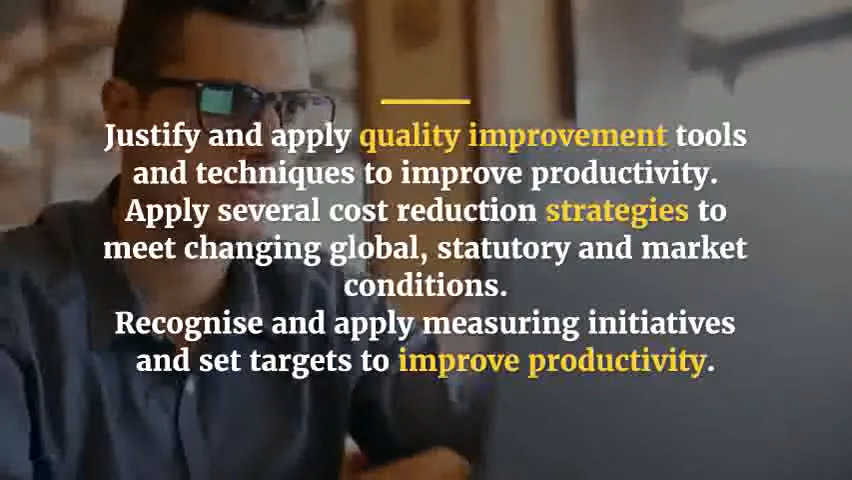 Justify and apply quality improvement tools
and techniques to improve productivity.
Apply several cost reduction strategies to
meet changing global, statutory and market
conditions.
Recognise and apply measuring initiatives
and set targets to improve productivity.